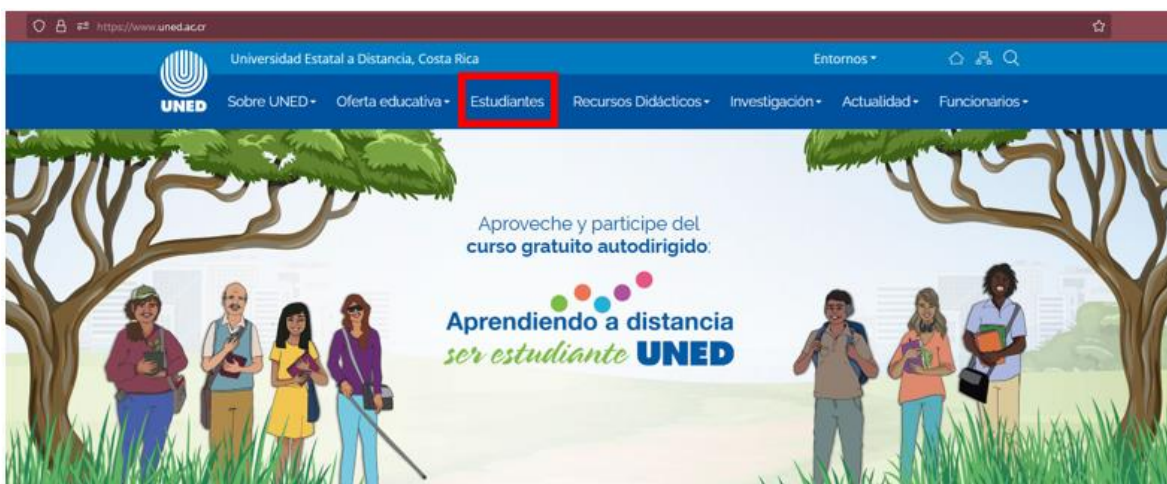 https://www.uned.ac.cr
Universidad Estatal a Distancia, Costa Rica
Entornos
UNED
Sobre UNED
Oferta educativa
Estudiantes
Recursos Didácticos
Investigación
Actualidad
Funcionarios
Aproveche y participe del
curso gratuito autodirigido:
Aprendiendo a distancia
ser estudiante UNED